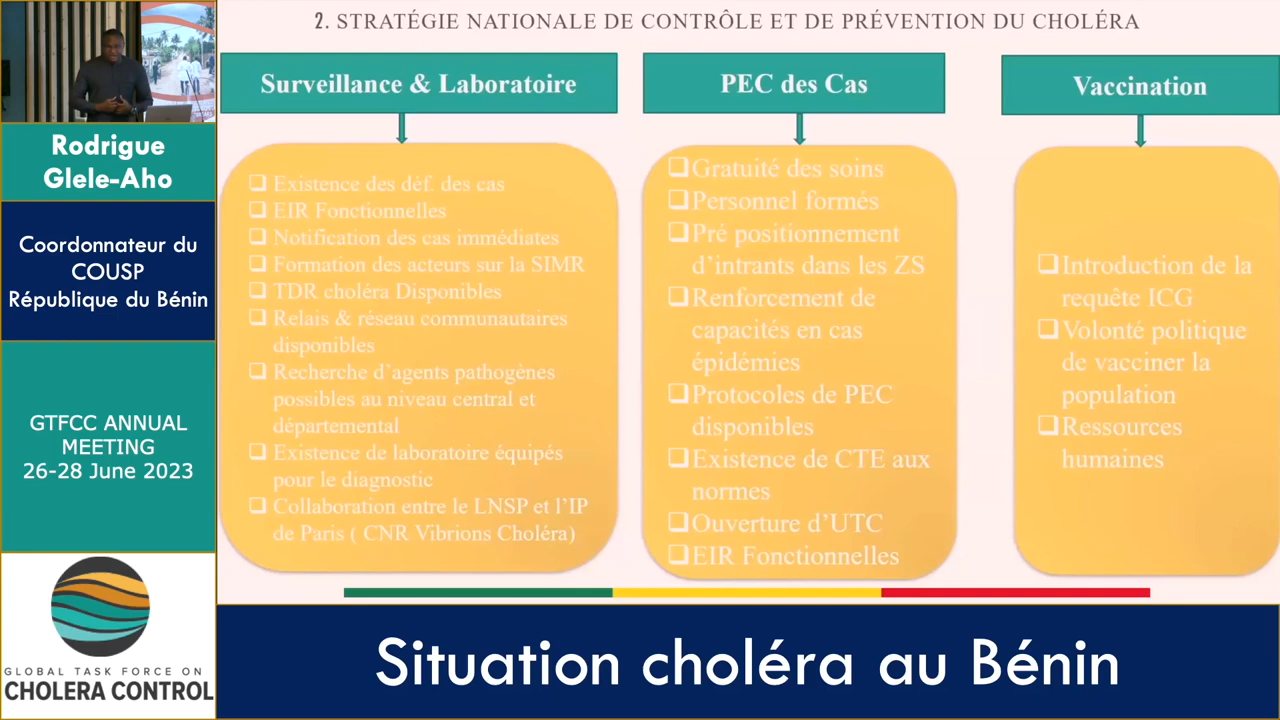 2. STRATÉGIE NATIONALE DE CONTRÔLE ET DE PRÉVENTION DU CHOLÉRA
Surveillance & Laboratoire
Existence des déf. des cas
EIR Fonctionnelles
Notification des cas immédiates
Formation des acteurs sur la SIMR
TDR choléra Disponibles
Relais & réseau communautaires
disponibles
Recherche d'agents pathogènes
possibles au niveau central et
départemental
Existence de laboratoire équipés
pour le diagnostic
Collaboration entre le LNSP et l'IP
de Paris ( CNR Vibrions Choléra)
PEC des Cas
Gratuité des soins
Personnel formés
Pré positionnement
d'intrants dans les ZS
Renforcement de
capacités en cas
épidémies
Protocoles de PEC
disponibles
Existence de CTE aux
normes
Ouverture d'UTC
EIR Fonctionnelles
Vaccination
Introduction de la
requête ICG
Volonté politique
de vacciner la
population
Ressources
humaines
Rodrigue
Glele-Aho
Coordonnateur du
COUSP
République du Bénin
GTFCC ANNUAL
MEETING
26-28 June 2023
GLOBAL TASK FORCE ON
CHOLERA CONTROL
Situation choléra au Bénin